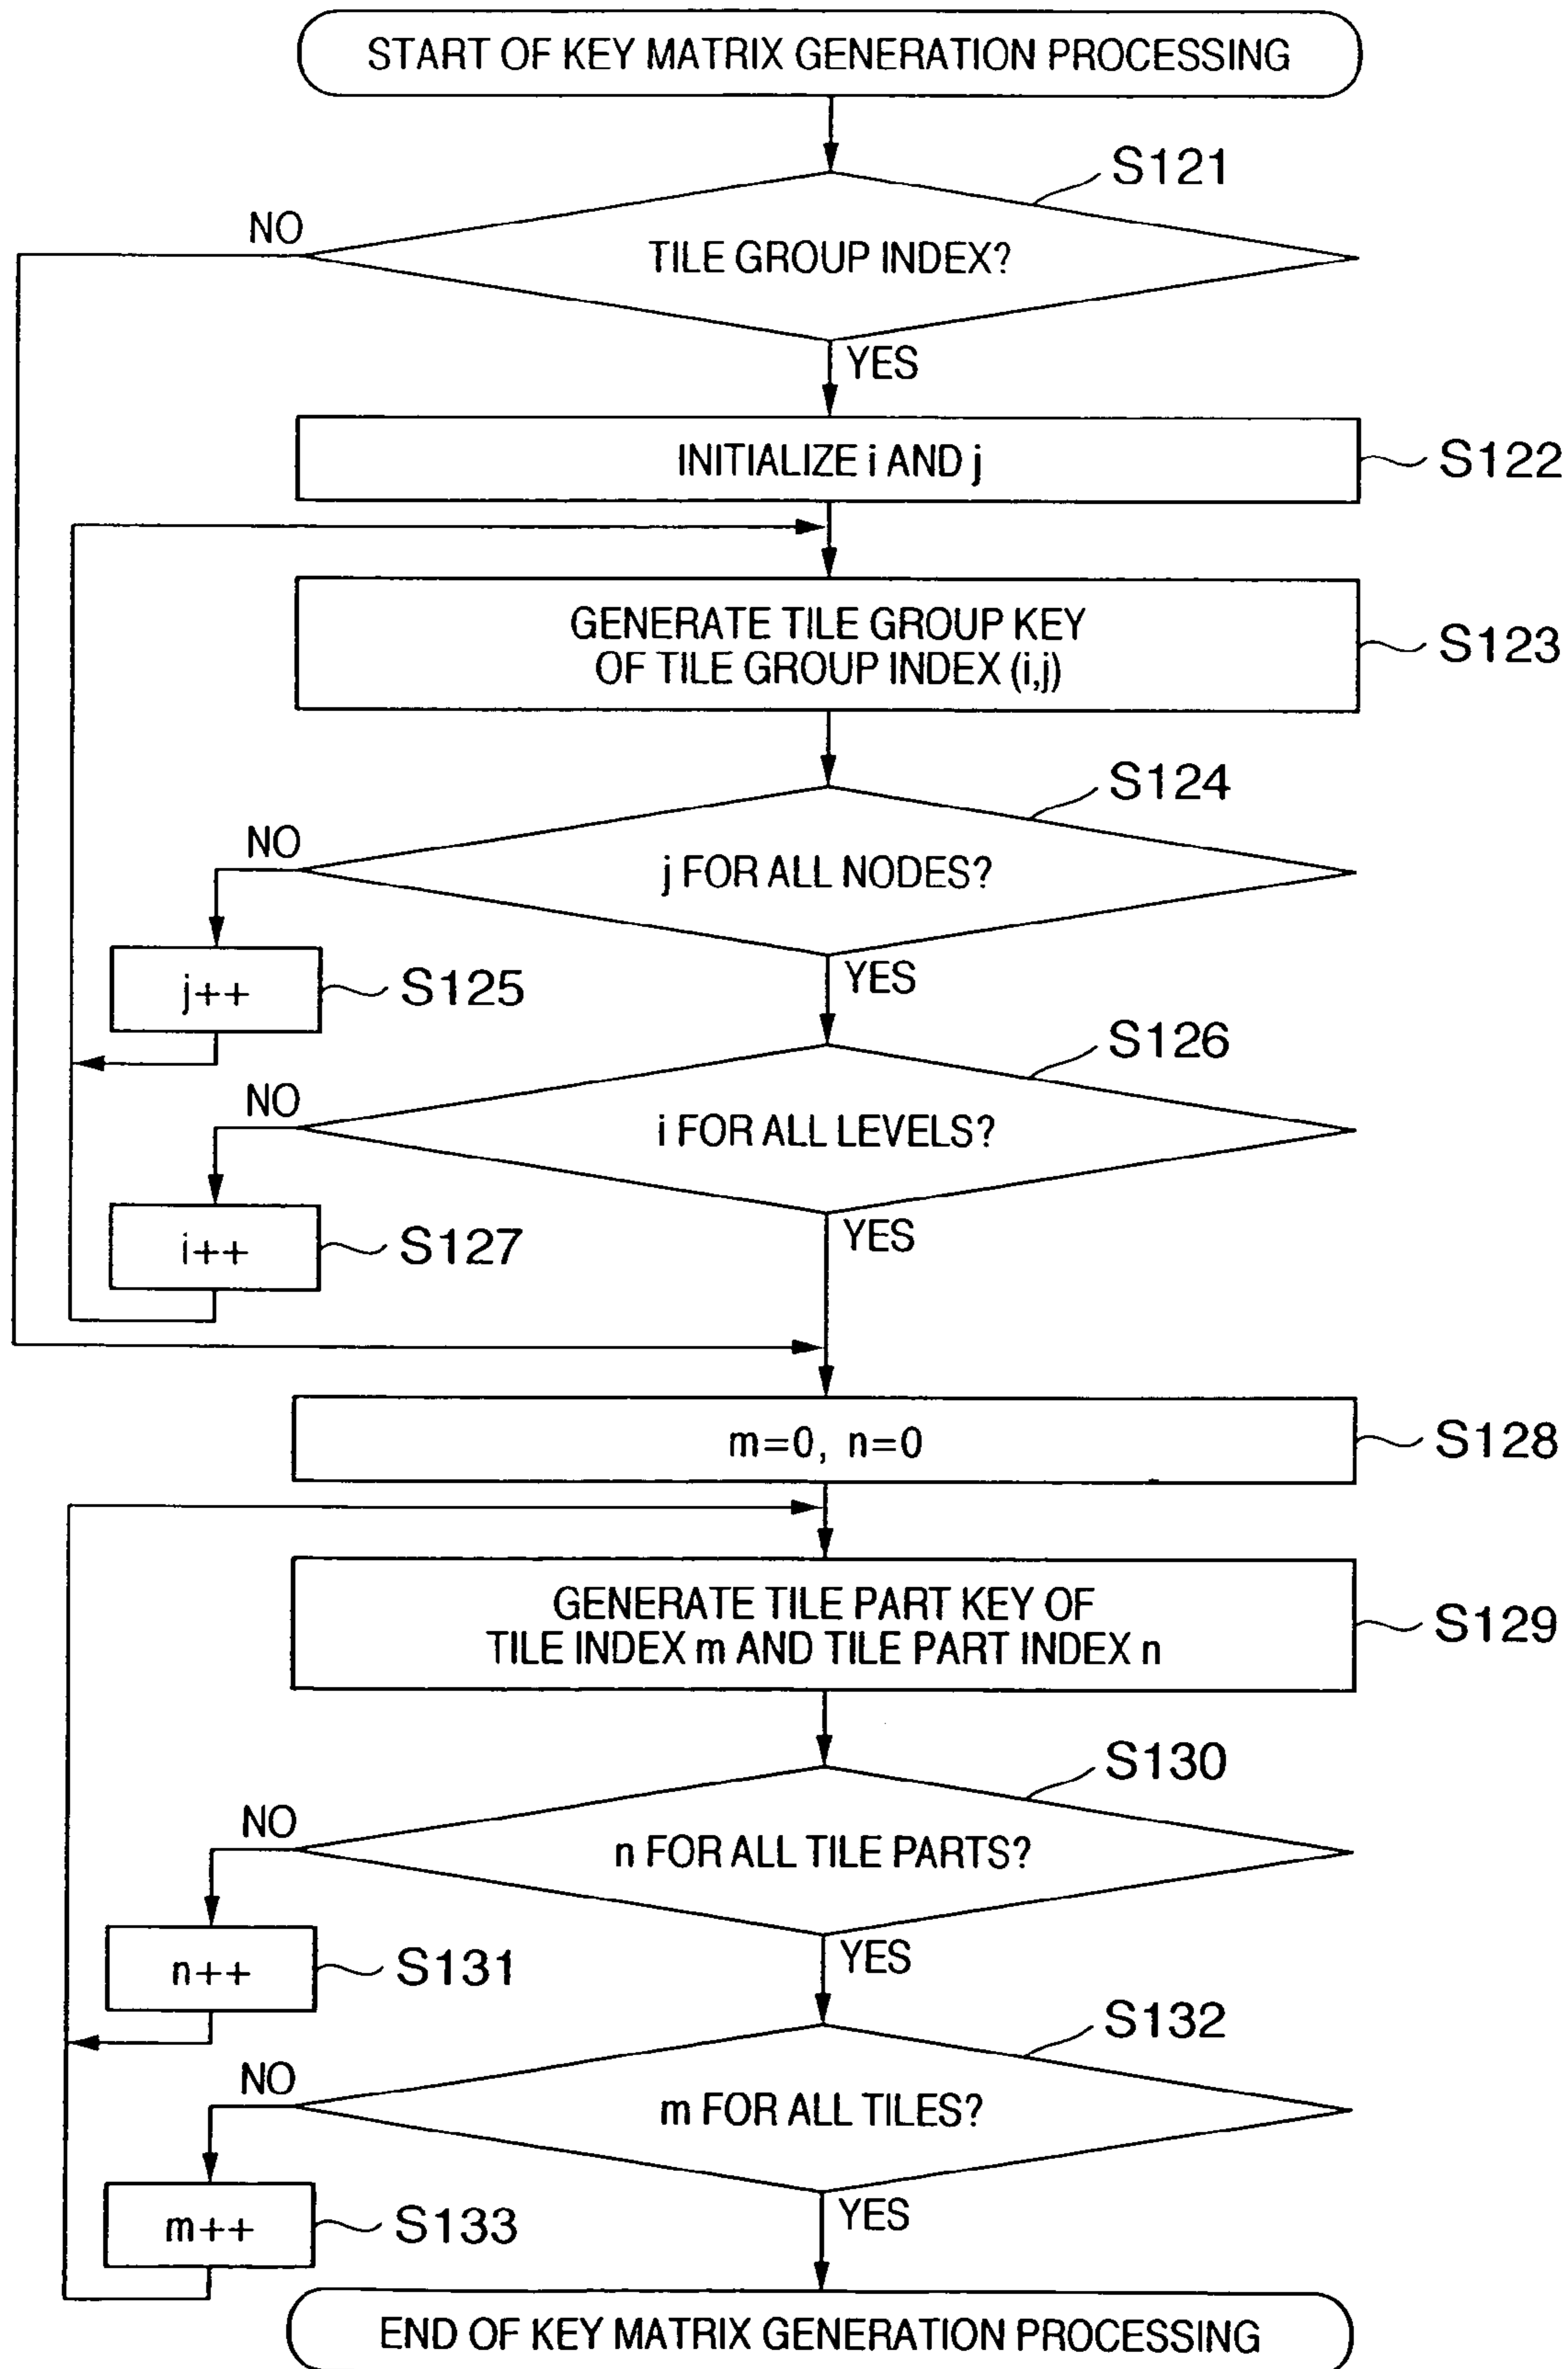 START OF KEY MATRIX GENERATION PROCESSING
S121
NO
TILE GROUP INDEX?
YES
INITIALIZE i AND j
S122
GENERATE TILE GROUP KEY
OF TILE GROUP INDEX (i,j)
S123
S124
NO
j FOR ALL NODES?
YES
j++
S125
S126
NO
i FOR ALL LEVELS?
YES
i++
S127
m=0, n=0
S128
GENERATE TILE PART KEY OF
TILE INDEX m AND TILE PART INDEX n
S129
S130
NO
n FOR ALL TILE PARTS?
YES
n++
S131
S132
NO
m FOR ALL TILES?
YES
m++
S133
END OF KEY MATRIX GENERATION PROCESSING